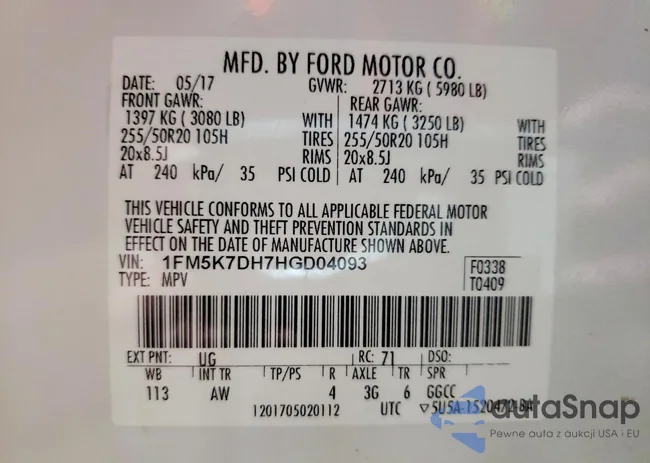 MFD. BY FORD MOTOR CO.
DATE: 05/17 GVWR: 2713 KG ( 5980 LB)
FRONT GAWR: REAR GAWR:
1397 KG ( 3080 LB) WITH 1474 KG ( 3250 LB) WITH
255/50R20 105H TIRES 255/50R20 105H TIRES
20x8.5J RIMS 20x8.5J RIMS
AT 240 kPa/ 35 PSI COLD AT 240 kPa/ 35 PSI COLD
THIS VEHICLE CONFORMS TO ALL APPLICABLE FEDERAL MOTOR
VEHICLE SAFETY AND THEFT PREVENTION STANDARDS IN
EFFECT ON THE DATE OF MANUFACTURE SHOWN ABOVE.
VIN: 1FM5K7DH7HGD04093 F0338
TYPE: MPV T0409
EXT PNT: UG RC: 71 DSO:
WB INT TR TP/PS R AXLE TR SPR
113 AW 4 3G 6 GGCC
1201705020112 UTC ▽5U5A-1520472-BA
autoSnap
Pewne auta z aukcji USA i EU